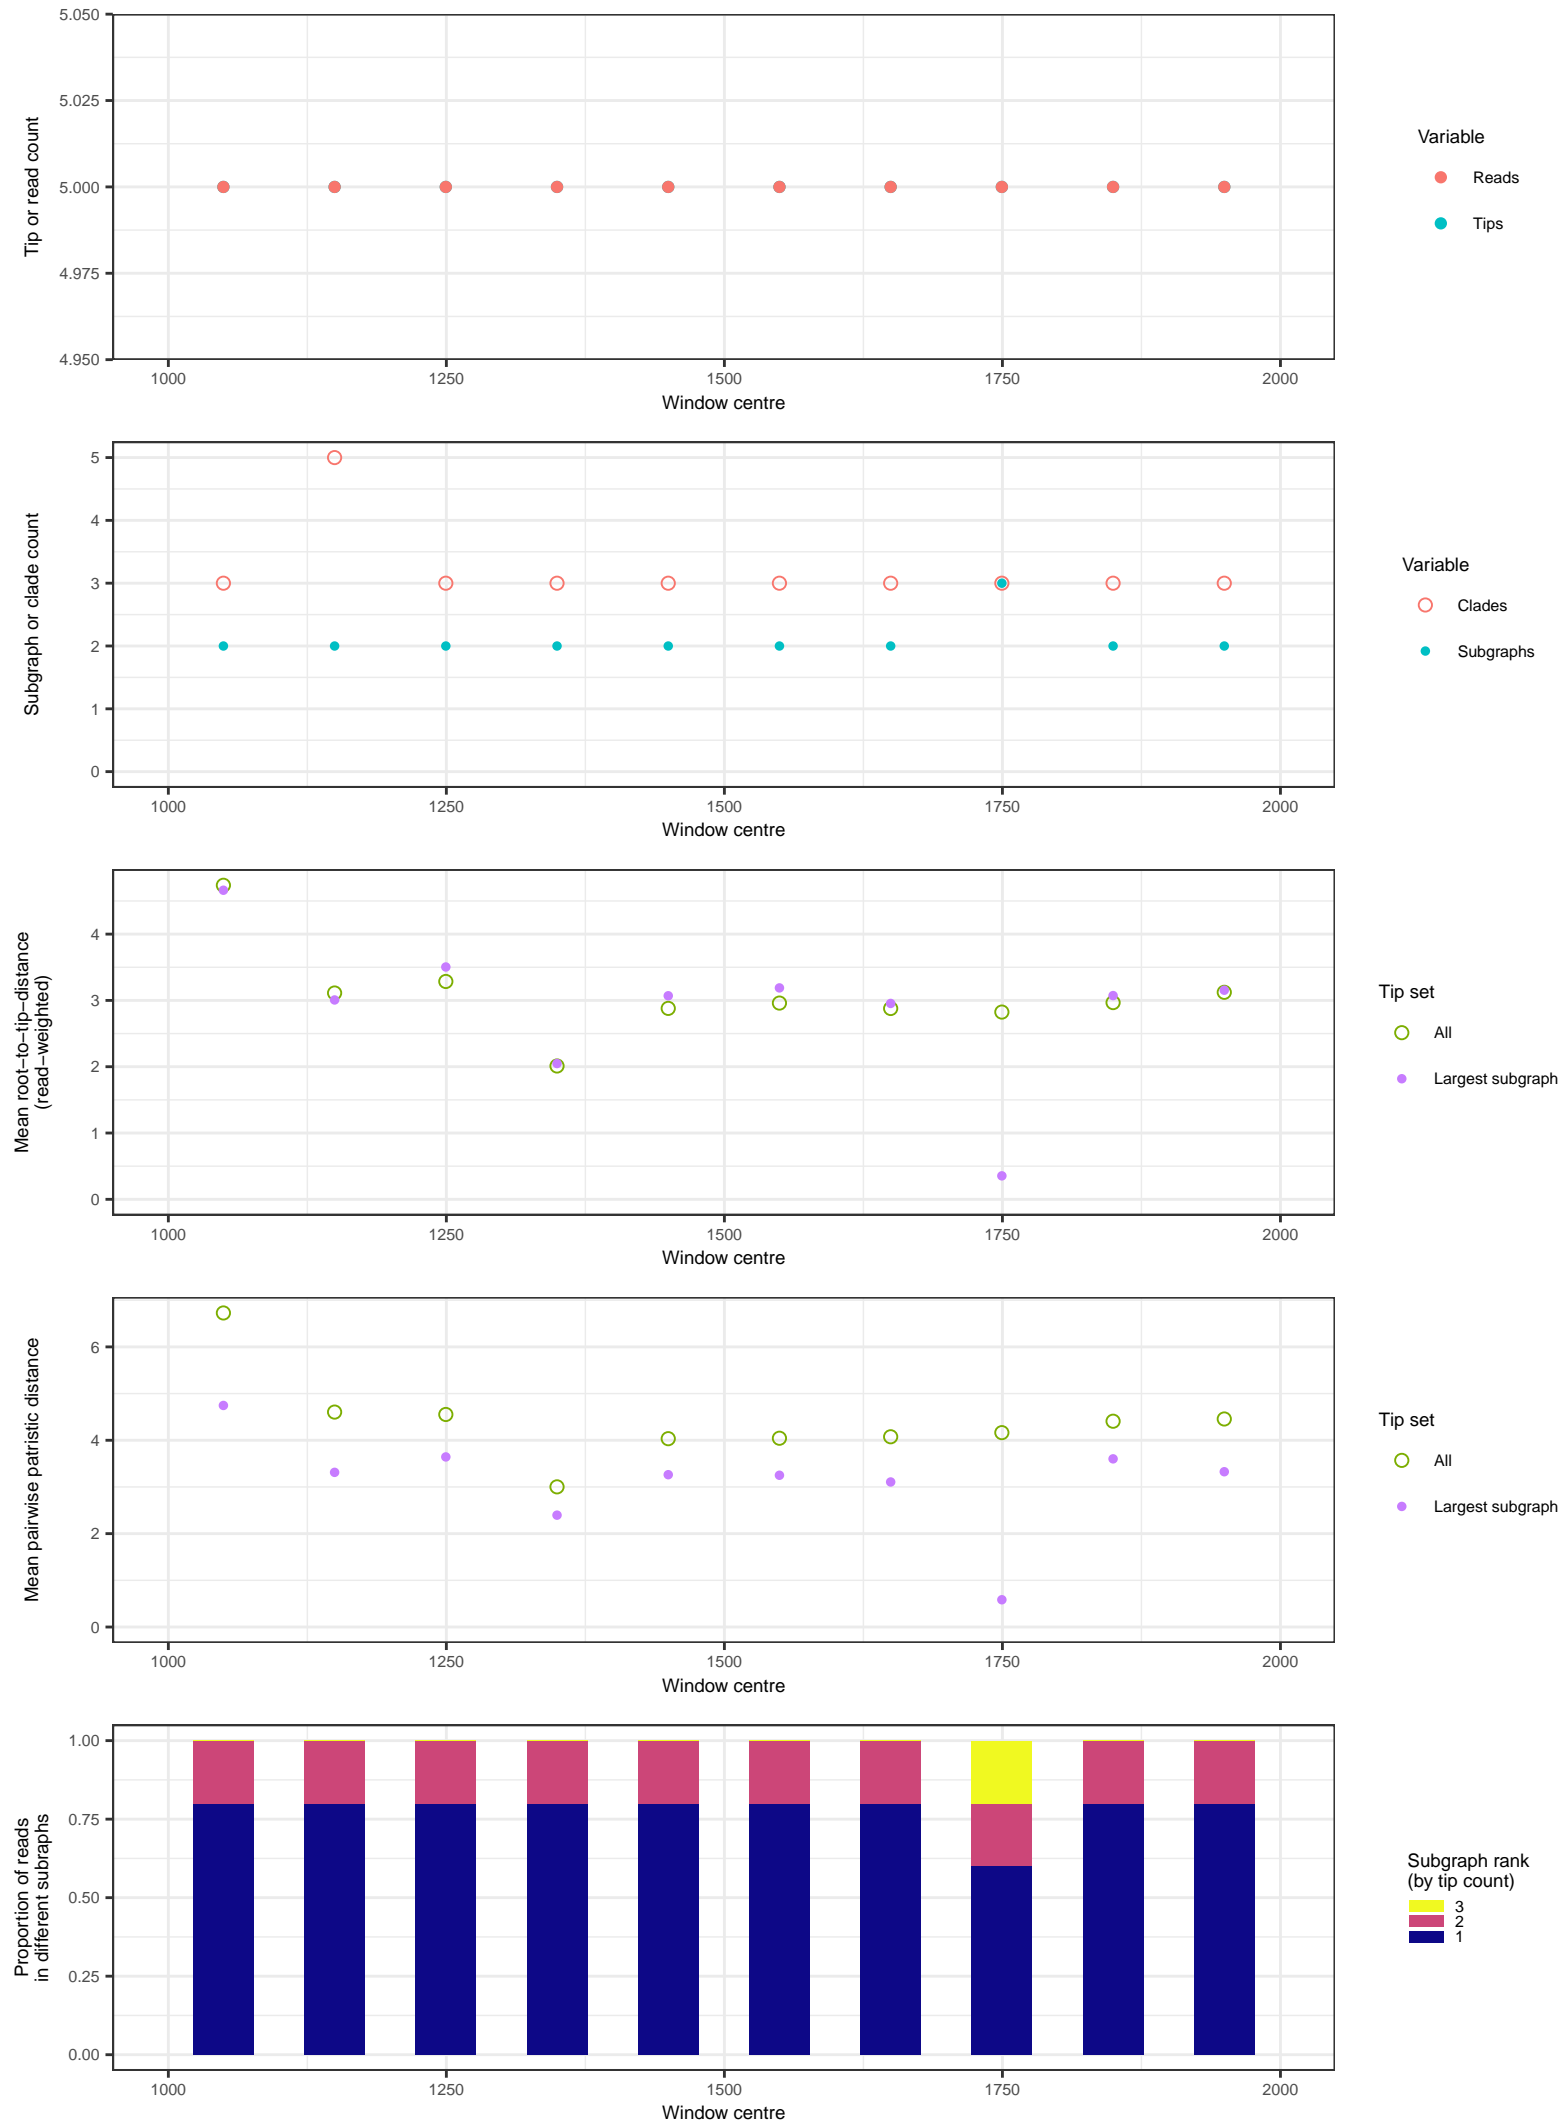 5.050
5.025
5.000
4.975
4.950
Tip or read count
1000 1250 1500 1750 2000
Window centre
Variable
Reads
Tips
5
4
3
2
1
0
Subgraph or clade count
1000 1250 1500 1750 2000
Window centre
Variable
Clades
Subgraphs
4
3
2
1
0
Mean root−to−tip−distance
(read−weighted)
1000 1250 1500 1750 2000
Window centre
Tip set
All
Largest subgraph
6
4
2
0
Mean pairwise patristic distance
1000 1250 1500 1750 2000
Window centre
Tip set
All
Largest subgraph
1.00
0.75
0.50
0.25
0.00
Proportion of reads
in different subraphs
1000 1250 1500 1750 2000
Window centre
Subgraph rank
(by tip count)
3
2
1